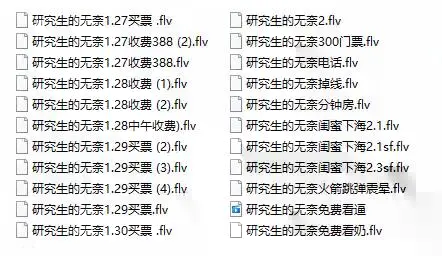 研究生的无奈1.27买票 .flv
研究生的无奈1.27收费388 (2).flv
研究生的无奈1.27收费388.flv
研究生的无奈1.28收费 (1).flv
研究生的无奈1.28收费 (2).flv
研究生的无奈1.28中午收费).flv
研究生的无奈1.29买票 (2).flv
研究生的无奈1.29买票 (3).flv
研究生的无奈1.29买票 (4).flv
研究生的无奈1.29买票.flv
研究生的无奈1.30买票 .flv
研究生的无奈2.flv
研究生的无奈300门票.flv
研究生的无奈电话.flv
研究生的无奈掉线.flv
研究生的无奈分钟房.flv
研究生的无奈闺蜜下海2.1.flv
研究生的无奈闺蜜下海2.1sf.flv
研究生的无奈闺蜜下海2.3sf.flv
研究生的无奈火箭跳弹震晕.flv
研究生的无奈免费看逼
研究生的无奈免费看奶.flv